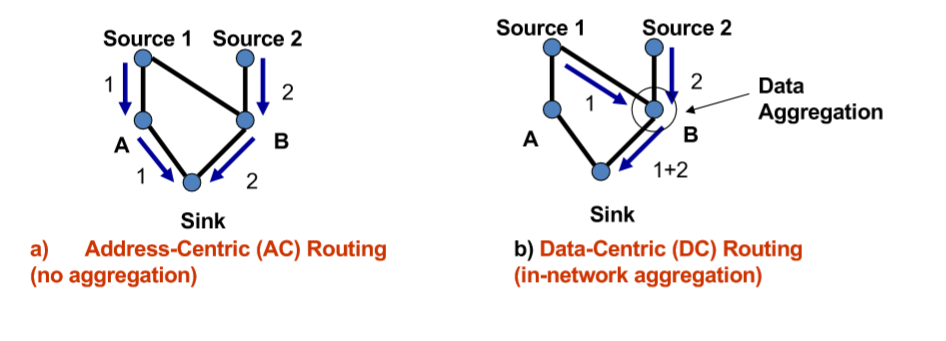 Source 1 Source 2
1
2
A
B
1
2
Sink
a) Address-Centric (AC) Routing
(no aggregation)
Source 1 Source 2
2
Data
Aggregation
1
A
B
1+2
Sink
b) Data-Centric (DC) Routing
(in-network aggregation)